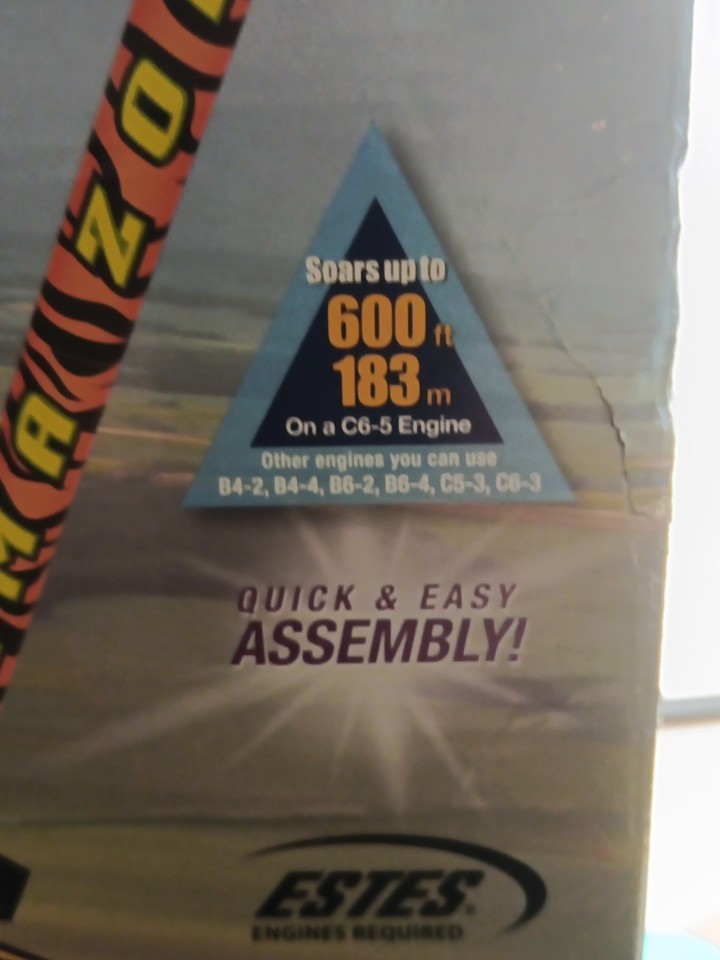 AMAZO
Soars up to
600 ft
183 m
On a C6-5 Engine
Other engines you can use
B4-2, B4-4, B6-2, B6-4, C5-3, C6-3
QUICK & EASY
ASSEMBLY!
ESTES
ENGINES REQUIRED